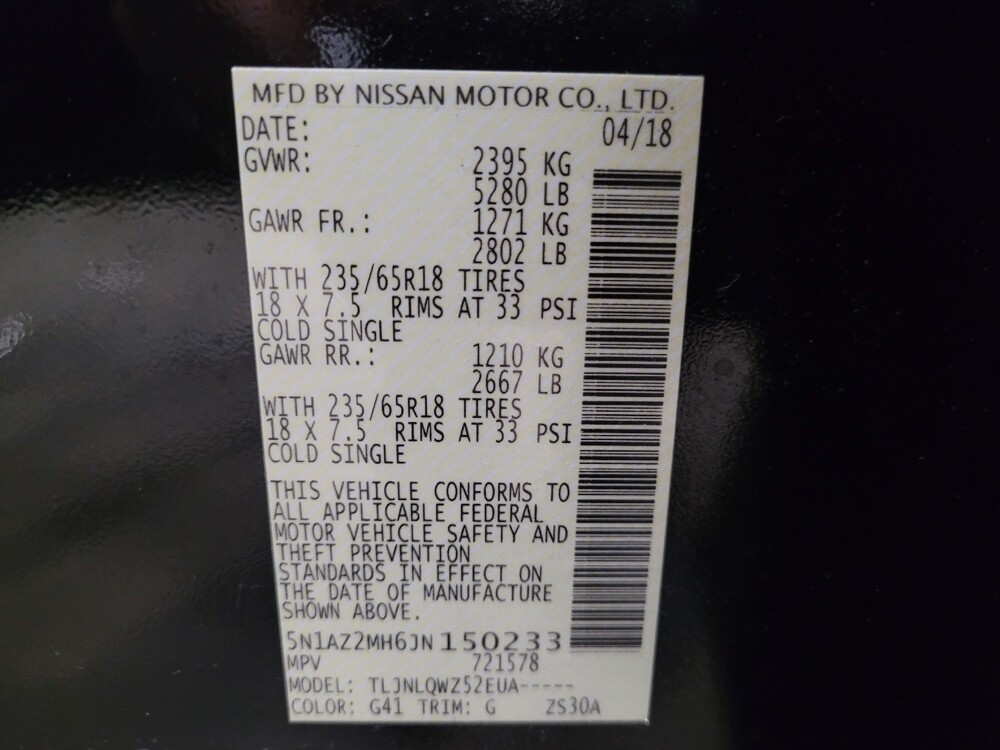 MFD BY NISSAN MOTOR CO., LTD.
DATE: 04/18
GVWR: 2395 KG
5280 LB
GAWR FR.: 1271 KG
2802 LB
WITH 235/65R18 TIRES
18 X 7.5 RIMS AT 33 PSI
COLD SINGLE
GAWR RR.: 1210 KG
2667 LB
WITH 235/65R18 TIRES
18 X 7.5 RIMS AT 33 PSI
COLD SINGLE
THIS VEHICLE CONFORMS TO
ALL APPLICABLE FEDERAL
MOTOR VEHICLE SAFETY AND
THEFT PREVENTION
STANDARDS IN EFFECT ON
THE DATE OF MANUFACTURE
SHOWN ABOVE.
5N1AZ2MH6JN150233
MPV 721578
MODEL: TLJNLQWZ52EUA-----
COLOR: G41 TRIM: G ZS30A